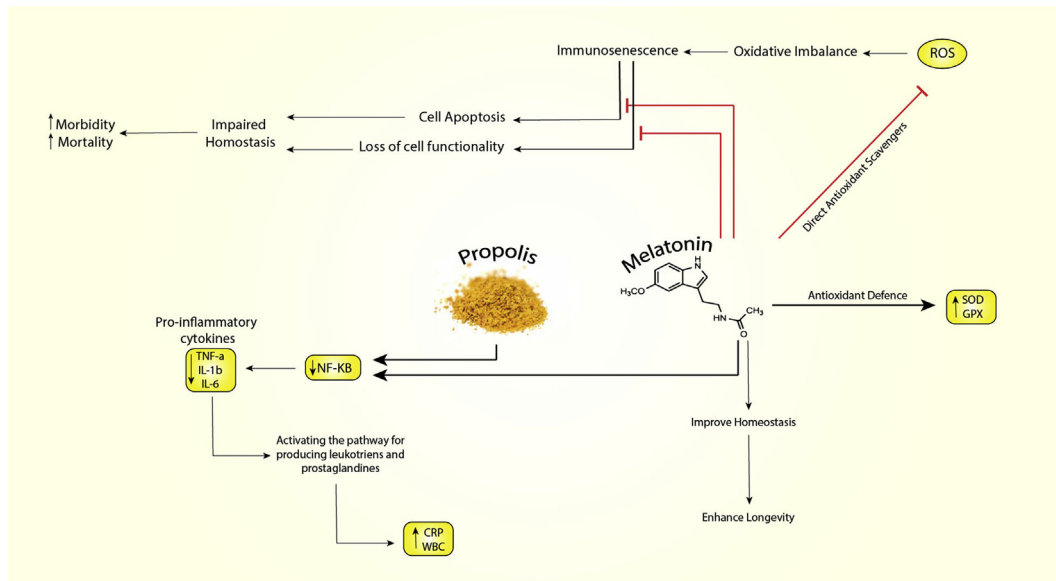 Immunosenescence
Oxidative Imbalance
ROS
↑Morbidity
↑Mortality
Impaired
Homostasis
Cell Apoptosis
Loss of cell functionality
Direct Antioxidant Scavengers
Propolis
Melatonin
H
N
H₃CO
HN
CH₃
O
Antioxidant Defence
↑ SOD
GPX
Pro-inflammatory
cytokines
↓ TNF-a
IL-1b
IL-6
↓NF-KB
Improve Homeostasis
Activating the pathway for
producing leukotriens and
prostaglandines
Enhance Longevity
↑ CRP
WBC